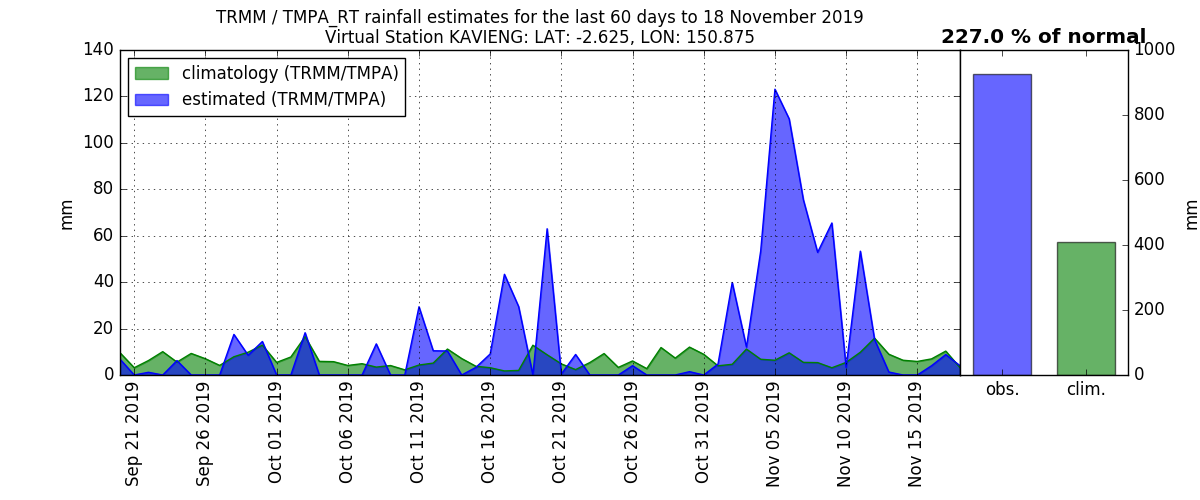 TRMM / TMPA_RT rainfall estimates for the last 60 days to 18 November 2019
Virtual Station KAVIENG: LAT: -2.625, LON: 150.875
227.0 % of normal
climatology (TRMM/TMPA)
estimated (TRMM/TMPA)
140
120
100
80
60
40
20
0
mm
Sep 21 2019
Sep 26 2019
Oct 01 2019
Oct 06 2019
Oct 11 2019
Oct 16 2019
Oct 21 2019
Oct 26 2019
Oct 31 2019
Nov 05 2019
Nov 10 2019
Nov 15 2019
obs.
clim.
1000
800
600
400
200
0
mm